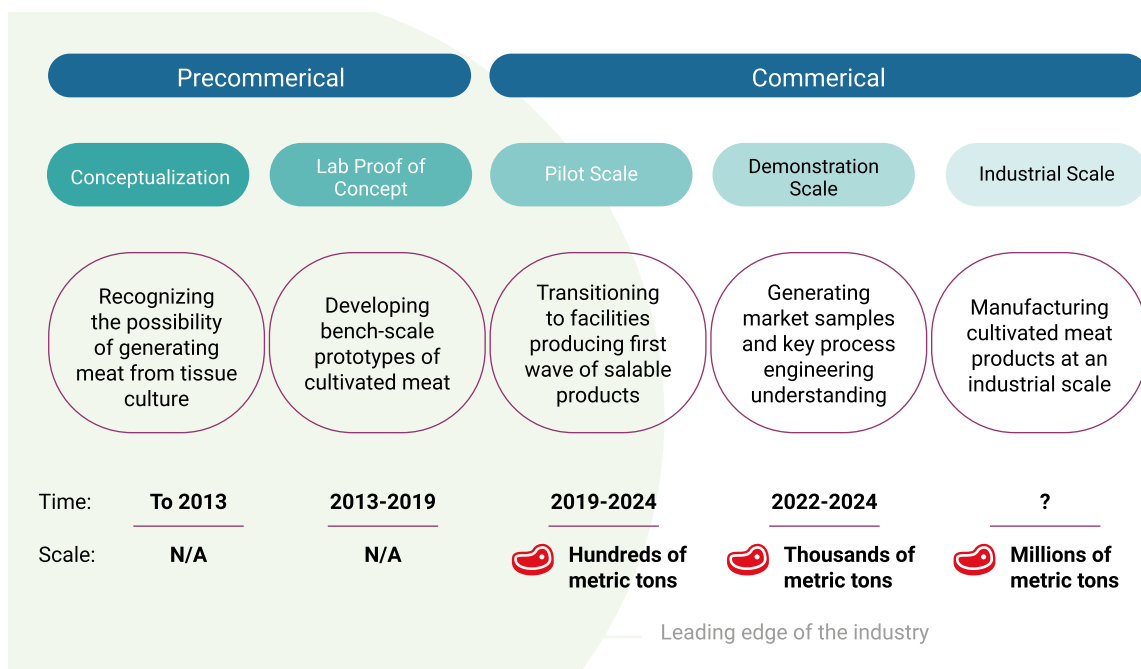 Precommerical
Commerical
Conceptualization
Lab Proof of
Concept
Pilot Scale
Demonstration
Scale
Industrial Scale
Recognizing
the possibility
of generating
meat from tissue
culture
Developing
bench-scale
prototypes of
cultivated meat
Transitioning
to facilities
producing first
wave of salable
products
Generating
market samples
and key process
engineering
understanding
Manufacturing
cultivated meat
products at an
industrial scale
Time:
To 2013
2013-2019
2019-2024
2022-2024
?
Scale:
N/A
N/A
Hundreds of
metric tons
Thousands of
metric tons
Millions of
metric tons
Leading edge of the industry